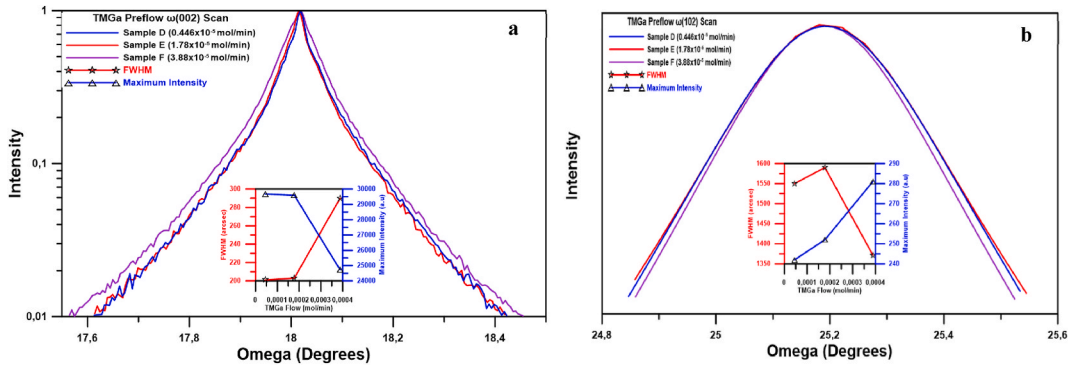 TMGa Preflow ω(002) Scan
Sample D (0.446x10⁻⁵ mol/min)
Sample E (1.78x10⁻⁵ mol/min)
Sample F (3.88x10⁻⁵ mol/min)
FWHM
Maximum Intensity
a
1
0,1
0,01
Intensity
17,6
17,8
18
18,2
18,4
Omega (Degrees)
300
290
280
270
260
250
240
230
220
210
200
FWHM (arcsec)
30000
29000
28000
27000
26000
25000
24000
Maximum Intensity (a.u)
0
0,0001
0,0002
0,0003
0,0004
TMGa Flow (mol/min)
TMGa Preflow ω(102) Scan
Sample D (0.446x10⁻⁵ mol/min)
Sample E (1.78x10⁻⁵ mol/min)
Sample F (3.88x10⁻⁵ mol/min)
FWHM
Maximum Intensity
b
Intensity
24,8
25
25,2
25,4
25,6
Omega (Degrees)
1600
1550
1500
1450
1400
1350
FWHM (arcsec)
290
280
270
260
250
240
Maximum Intensity (a.u)
0
0,0001
0,0002
0,0003
0,0004
TMGa Flow (mol/min)